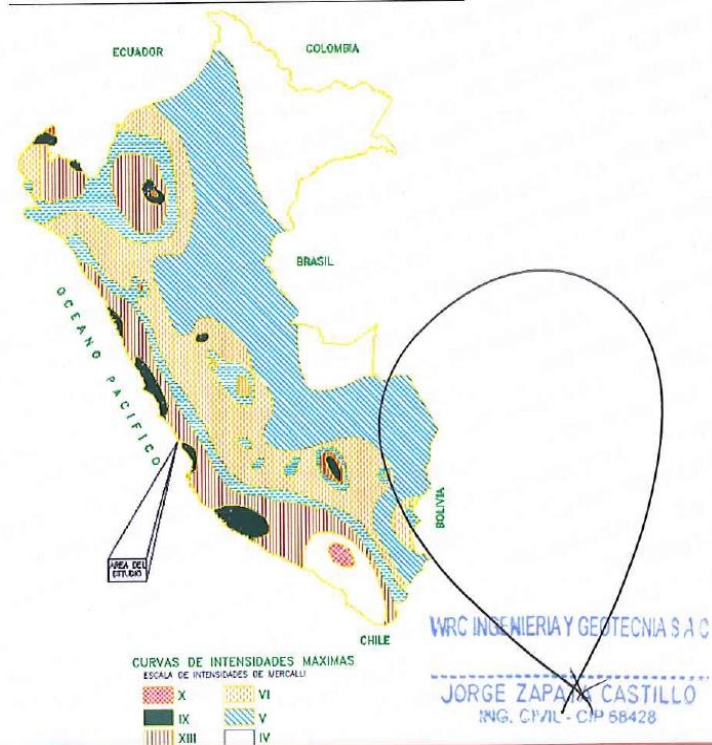 ECUADOR
COLOMBIA
BRASIL
OCEANO PACIFICO
BOLIVIA
AREA DEL
ESTUDIO
CHILE
WRC INGENIERIA Y GEOTECNIA S A C
JORGE ZAPATA CASTILLO
ING. CIVIL - CIP 58428
CURVAS DE INTENSIDADES MAXIMAS
ESCALA DE INTENSIDADES DE MERCALLI
X
VI
IX
V
XIII
IV